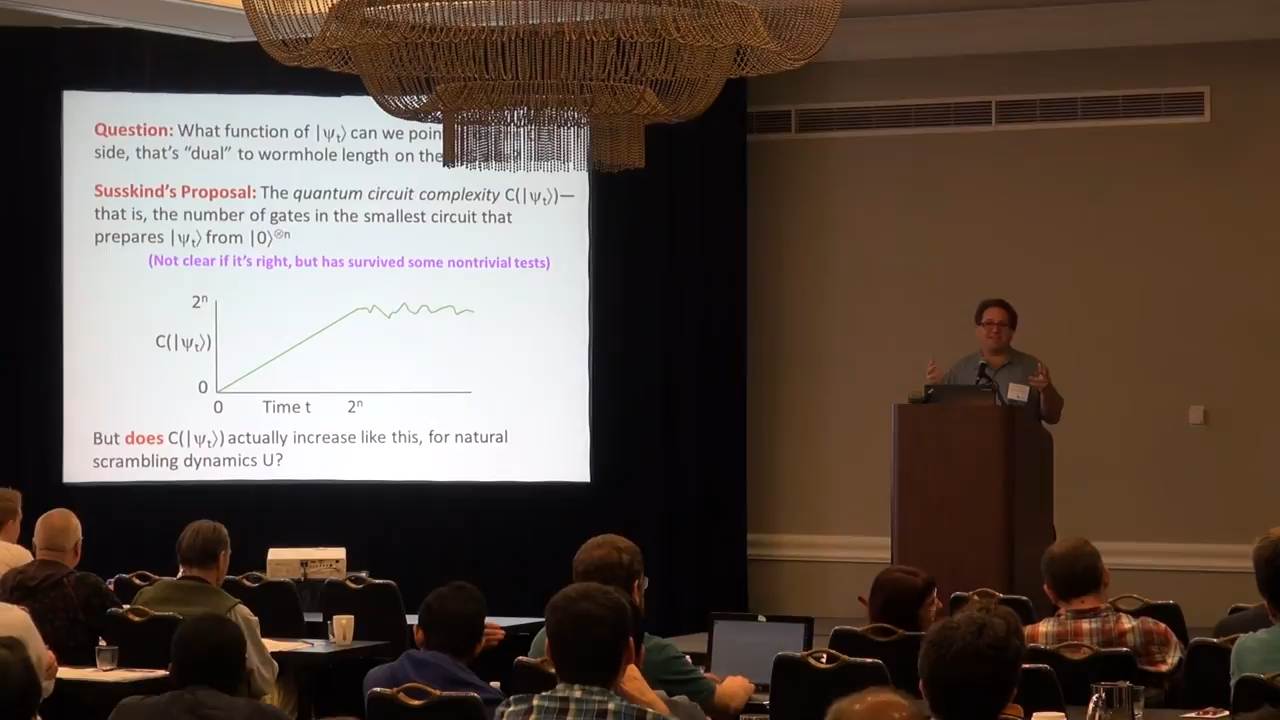 Question: What function of |ψt⟩ can we poin
side, that's "dual" to wormhole length on the
Susskind's Proposal: The quantum circuit complexity C(|ψt⟩)—
that is, the number of gates in the smallest circuit that
prepares |ψt⟩ from |0⟩⊗n
(Not clear if it's right, but has survived some nontrivial tests)
2ⁿ
C(|ψt⟩)
0
0 Time t 2ⁿ
But does C(|ψt⟩) actually increase like this, for natural
scrambling dynamics U?